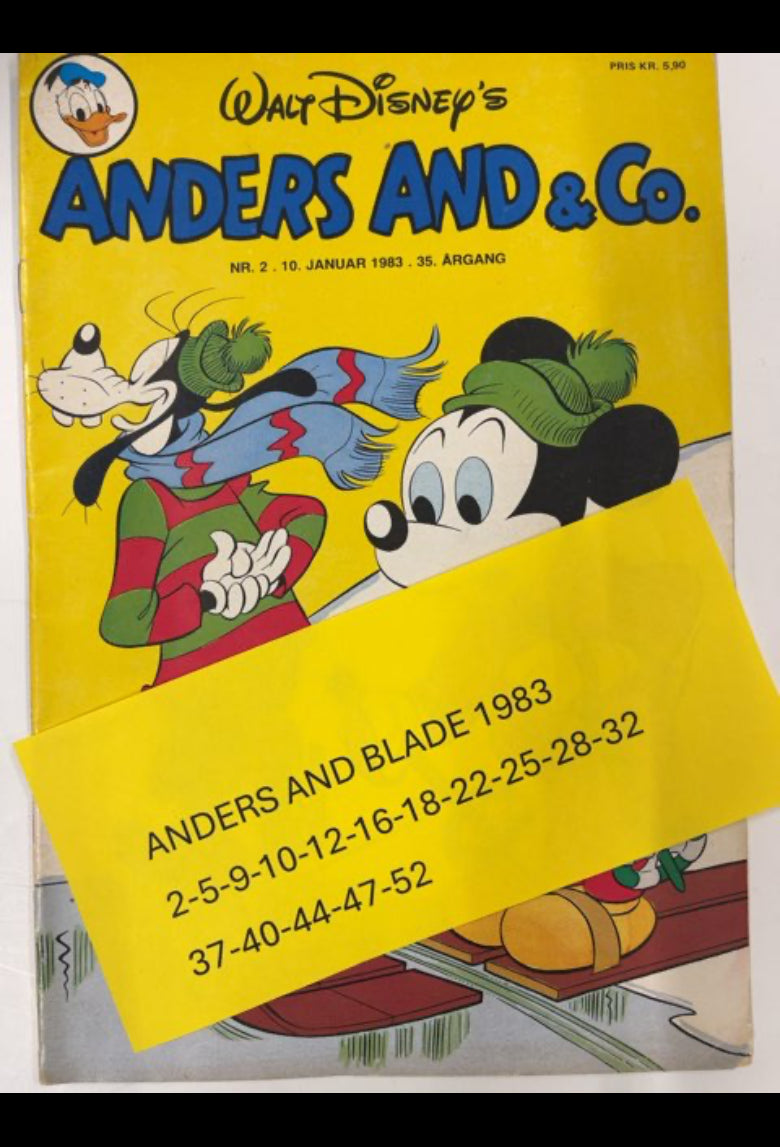 PRIS KR. 5,90
WALT DISNEY'S
ANDERS AND & Co.
NR. 2 . 10. JANUAR 1983 . 35. ÅRGANG
ANDERS AND BLADE 1983
2-5-9-10-12-16-18-22-25-28-32
37-40-44-47-52